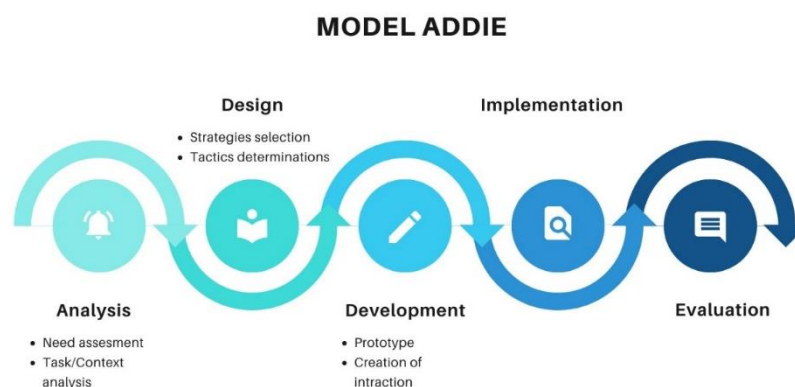 MODEL ADDIE
Design
• Strategies selection
• Tactics determinations
Implementation
Analysis
• Need assesment
• Task/Context
analysis
Development
• Prototype
• Creation of
intraction
Evaluation